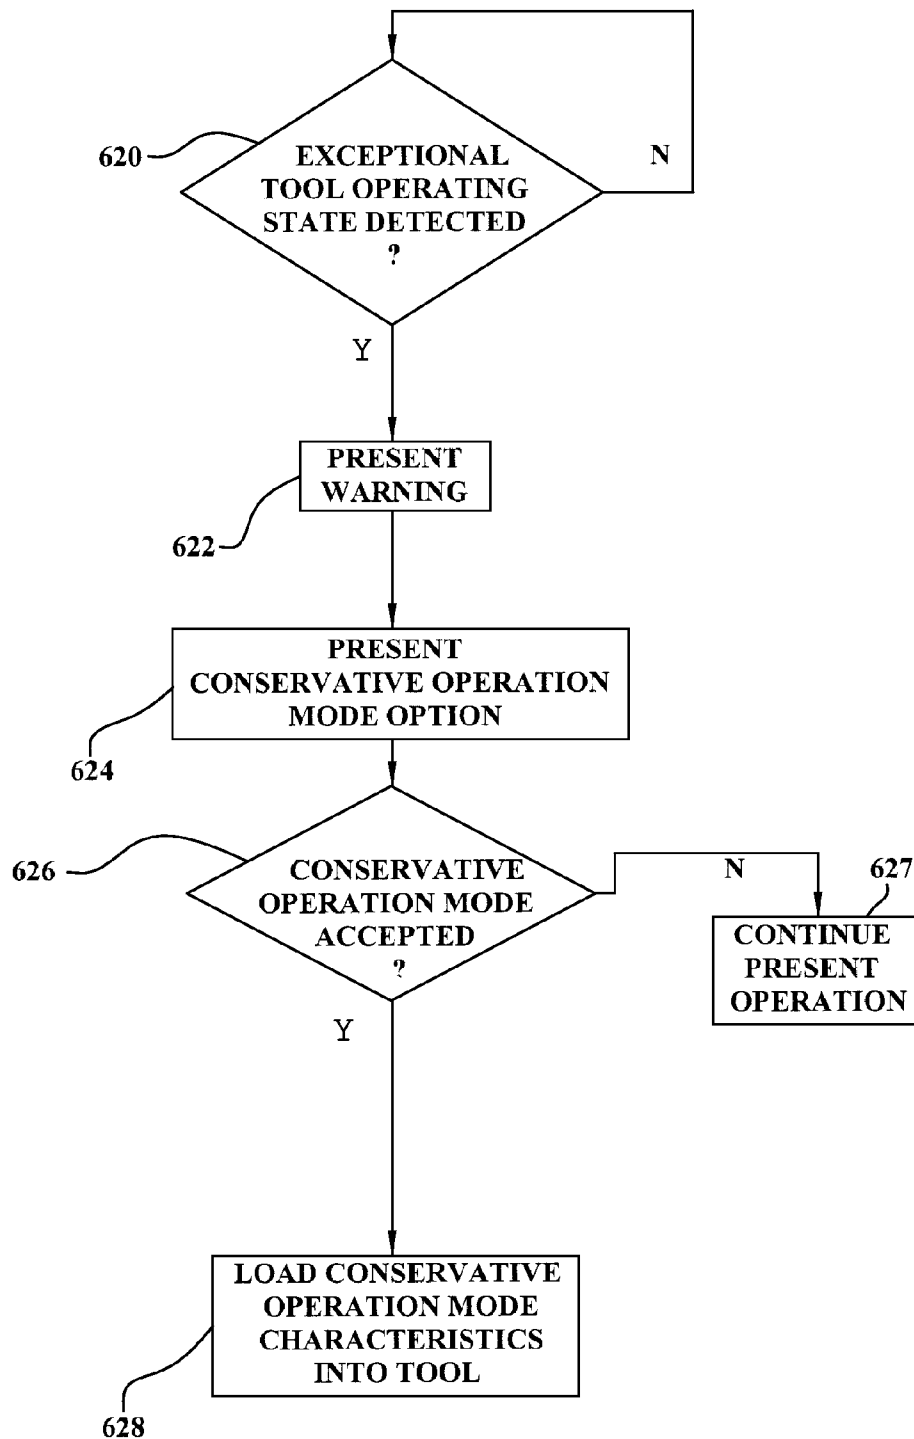 620
EXCEPTIONAL
TOOL OPERATING
STATE DETECTED
?
N
Y
PRESENT
WARNING
622
PRESENT
CONSERVATIVE OPERATION
MODE OPTION
624
626
CONSERVATIVE
OPERATION MODE
ACCEPTED
?
N
627
CONTINUE
PRESENT
OPERATION
Y
LOAD CONSERVATIVE
OPERATION MODE
CHARACTERISTICS
INTO TOOL
628